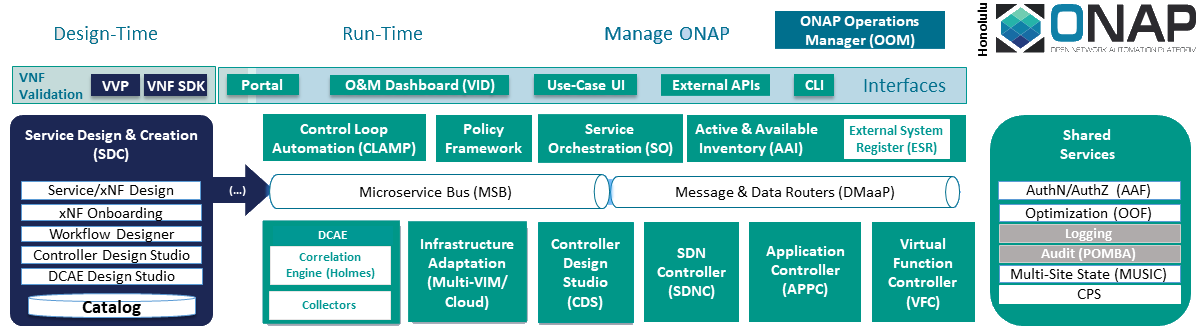 Design-Time
Run-Time
Manage ONAP
ONAP Operations
Manager (OOM)
Honolulu
ONAP
OPEN NETWORK AUTOMATION PLATFORM
VNF
Validation
VVP
VNF SDK
Portal
O&M Dashboard (VID)
Use-Case UI
External APIs
CLI
Interfaces
Service Design & Creation
(SDC)
Service/xNF Design
xNF Onboarding
Workflow Designer
Controller Design Studio
DCAE Design Studio
Catalog
(...)
Control Loop
Automation (CLAMP)
Policy
Framework
Service
Orchestration (SO)
Active & Available
Inventory (AAI)
External System
Register (ESR)
Microservice Bus (MSB)
Message & Data Routers (DMaaP)
DCAE
Correlation
Engine (Holmes)
Collectors
Infrastructure
Adaptation
(Multi-VIM/
Cloud)
Controller
Design
Studio
(CDS)
SDN
Controller
(SDNC)
Application
Controller
(APPC)
Virtual
Function
Controller
(VFC)
Shared
Services
AuthN/AuthZ (AAF)
Optimization (OOF)
Logging
Audit (POMBA)
Multi-Site State (MUSIC)
CPS